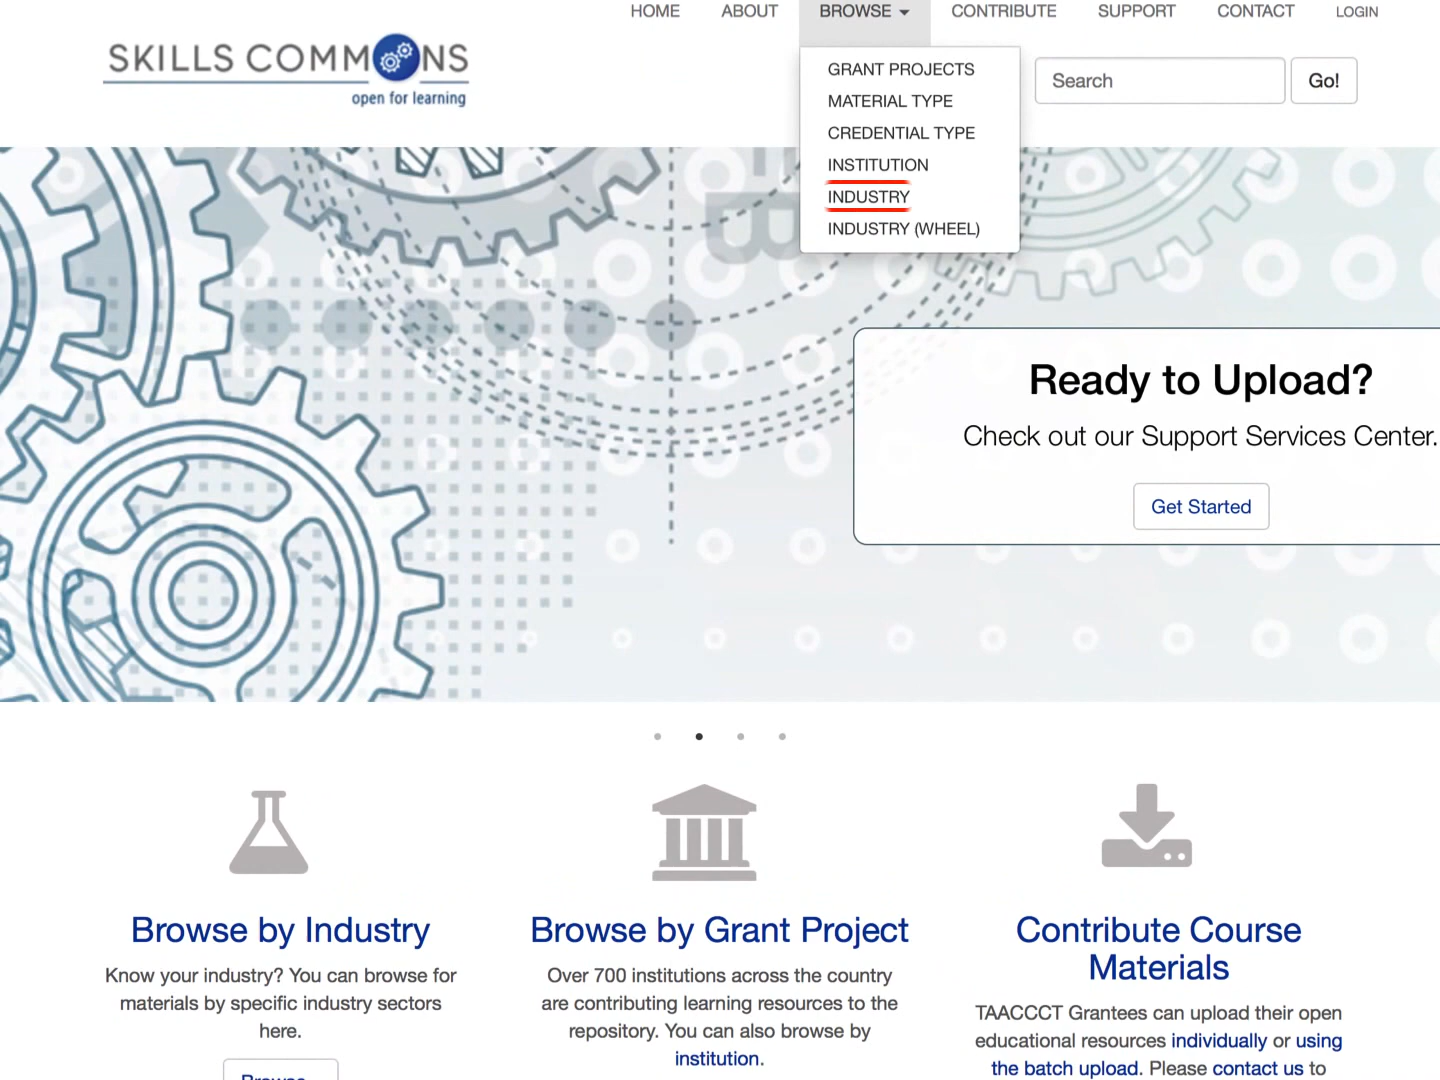 HOME ABOUT BROWSE CONTRIBUTE SUPPORT CONTACT LOGIN
SKILLS COMMONS
open for learning
GRANT PROJECTS
MATERIAL TYPE
CREDENTIAL TYPE
INSTITUTION
INDUSTRY
INDUSTRY (WHEEL)
Search Go!
Ready to Upload?
Check out our Support Services Center.
Get Started
Browse by Industry
Know your industry? You can browse for
materials by specific industry sectors
here.
Browse
Browse by Grant Project
Over 700 institutions across the country
are contributing learning resources to the
repository. You can also browse by
institution.
Contribute Course
Materials
TAACCCT Grantees can upload their open
educational resources individually or using
the batch upload. Please contact us to